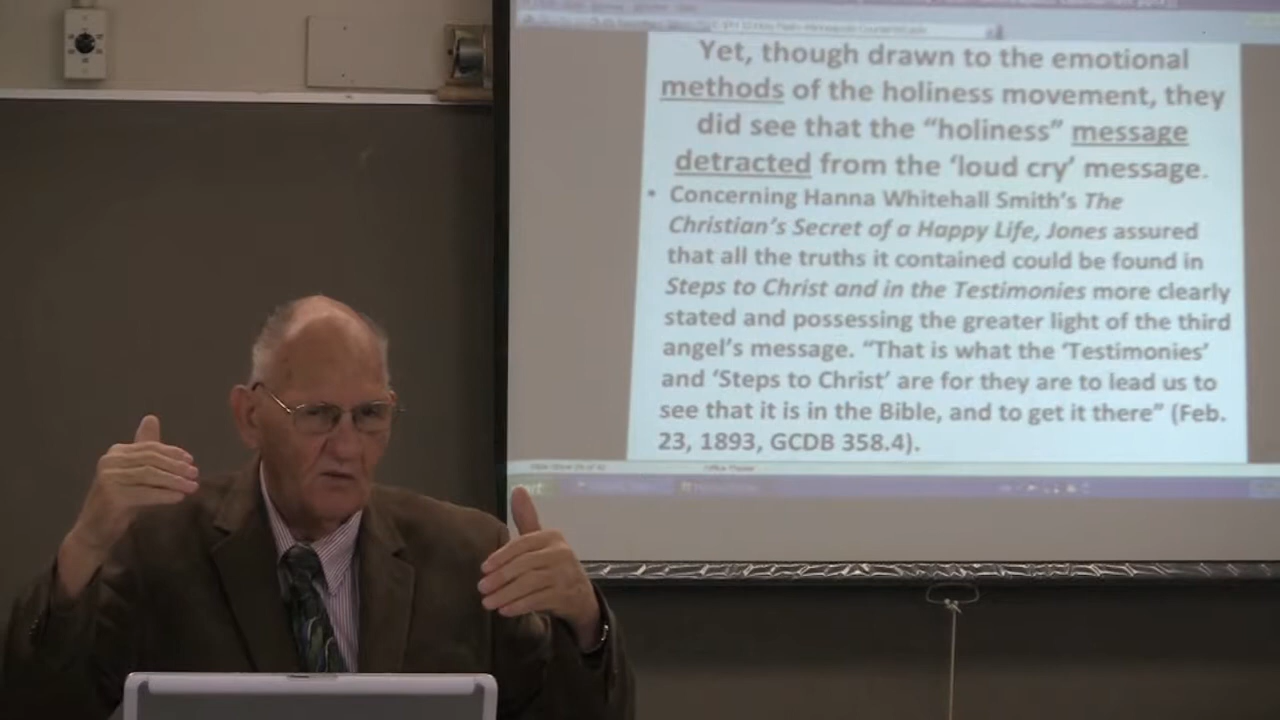 Yet, though drawn to the emotional
methods of the holiness movement, they
did see that the “holiness” message
detracted from the ‘loud cry’ message.
• Concerning Hanna Whitehall Smith’s The
Christian’s Secret of a Happy Life, Jones assured
that all the truths it contained could be found in
Steps to Christ and in the Testimonies more clearly
stated and possessing the greater light of the third
angel’s message. “That is what the ‘Testimonies’
and ‘Steps to Christ’ are for they are to lead us to
see that it is in the Bible, and to get it there” (Feb.
23, 1893, GCDB 358.4).